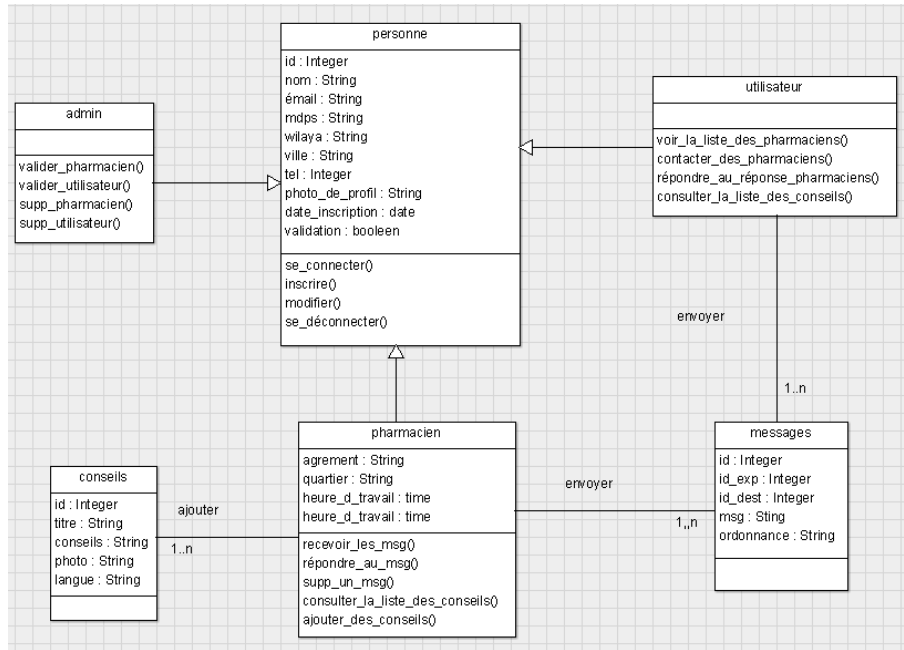 personne
id : Integer
nom : String
émail : String
mdps : String
wilaya : String
ville : String
tel : Integer
photo_de_profil : String
date_inscription : date
validation : booleen
se_connecter()
inscrire()
modifier()
se_déconnecter()
admin
valider_pharmacien()
valider_utilisateur()
supp_pharmacien()
supp_utilisateur()
utilisateur
voir_la_liste_des_pharmaciens()
contacter_des_pharmaciens()
répondre_au_réponse_pharmaciens()
consulter_la_liste_des_conseils()
envoyer
1..n
pharmacien
agrement : String
quartier : String
heure_d_travail : time
heure_d_travail : time
recevoir_les_msg()
répondre_au_msg()
supp_un_msg()
consulter_la_liste_des_conseils()
ajouter_des_conseils()
messages
id : Integer
id_exp : Integer
id_dest : Integer
msg : Sting
ordonnance : String
envoyer
1,,n
conseils
id : Integer
titre : String
conseils : String
photo : String
langue : String
ajouter
1..n